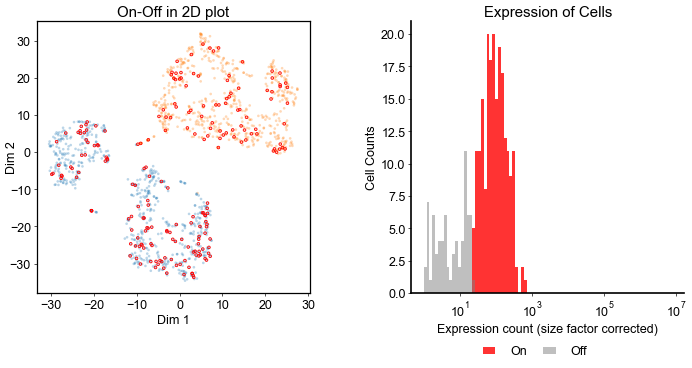 On-Off in 2D plot
30
20
10
0
−10
−20
−30
Dim 2
−30 −20 −10 0 10 20 30
Dim 1
Expression of Cells
20.0
17.5
15.0
12.5
10.0
7.5
5.0
2.5
0.0
Cell Counts
10^1 10^3 10^5 10^7
Expression count (size factor corrected)
On Off